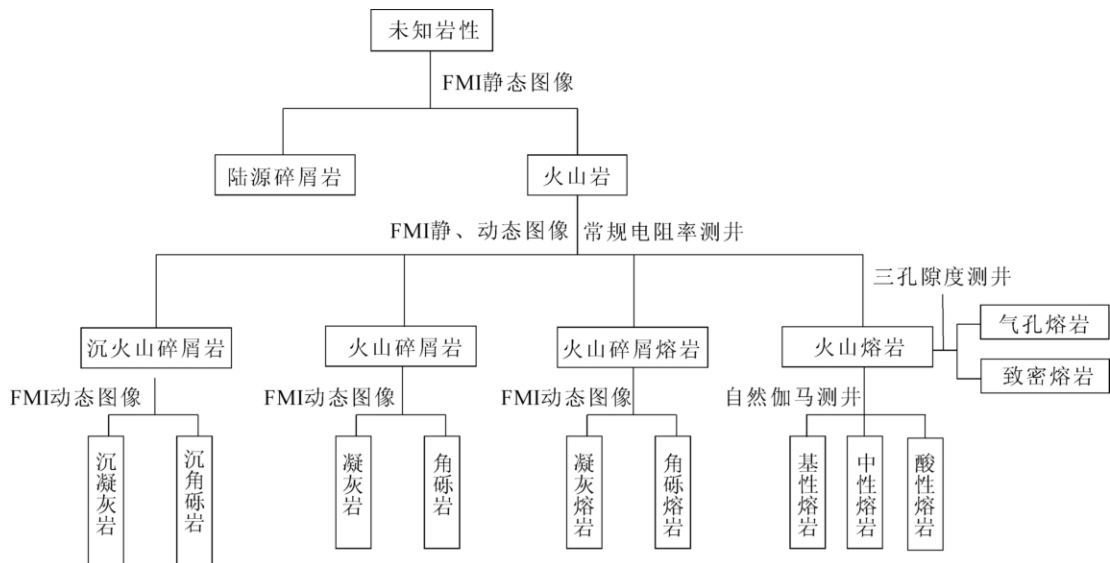 未知岩性
FMI静态图像
陆源碎屑岩
火山岩
FMI静、动态图像 常规电阻率测井
三孔隙度测井
沉火山碎屑岩
火山碎屑岩
火山碎屑熔岩
火山熔岩
气孔熔岩
致密熔岩
FMI动态图像
FMI动态图像
FMI动态图像
自然伽马测井
沉凝灰岩
沉角砾岩
凝灰岩
角砾岩
凝灰熔岩
角砾熔岩
基性熔岩
中性熔岩
酸性熔岩